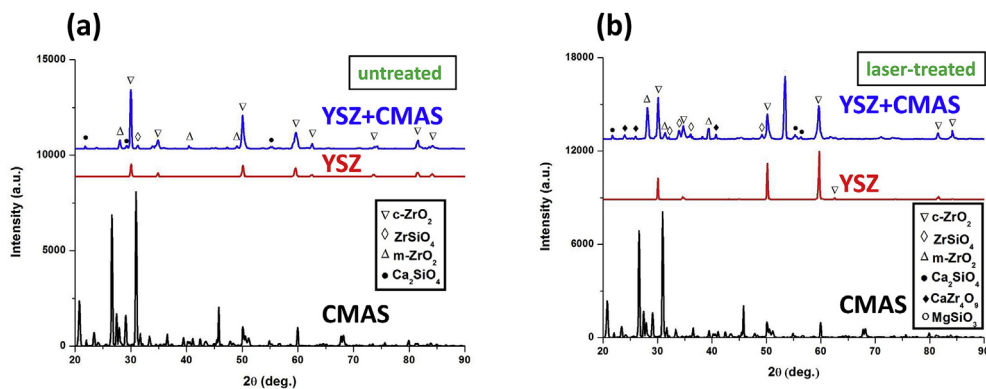 (a)
15000
untreated
YSZ+CMAS
10000
YSZ
c-ZrO₂
ZrSiO₄
m-ZrO₂
Ca₂SiO₄
5000
CMAS
0
20 30 40 50 60 70 80 90
2θ (deg.)
Intensity (a.u.)
(b)
18000
laser-treated
YSZ+CMAS
12000
YSZ
c-ZrO₂
ZrSiO₄
m-ZrO₂
Ca₂SiO₄
CaZr₄O₉
MgSiO₃
6000
CMAS
0
20 30 40 50 60 70 80 90
2θ (deg.)
Intensity (a.u.)